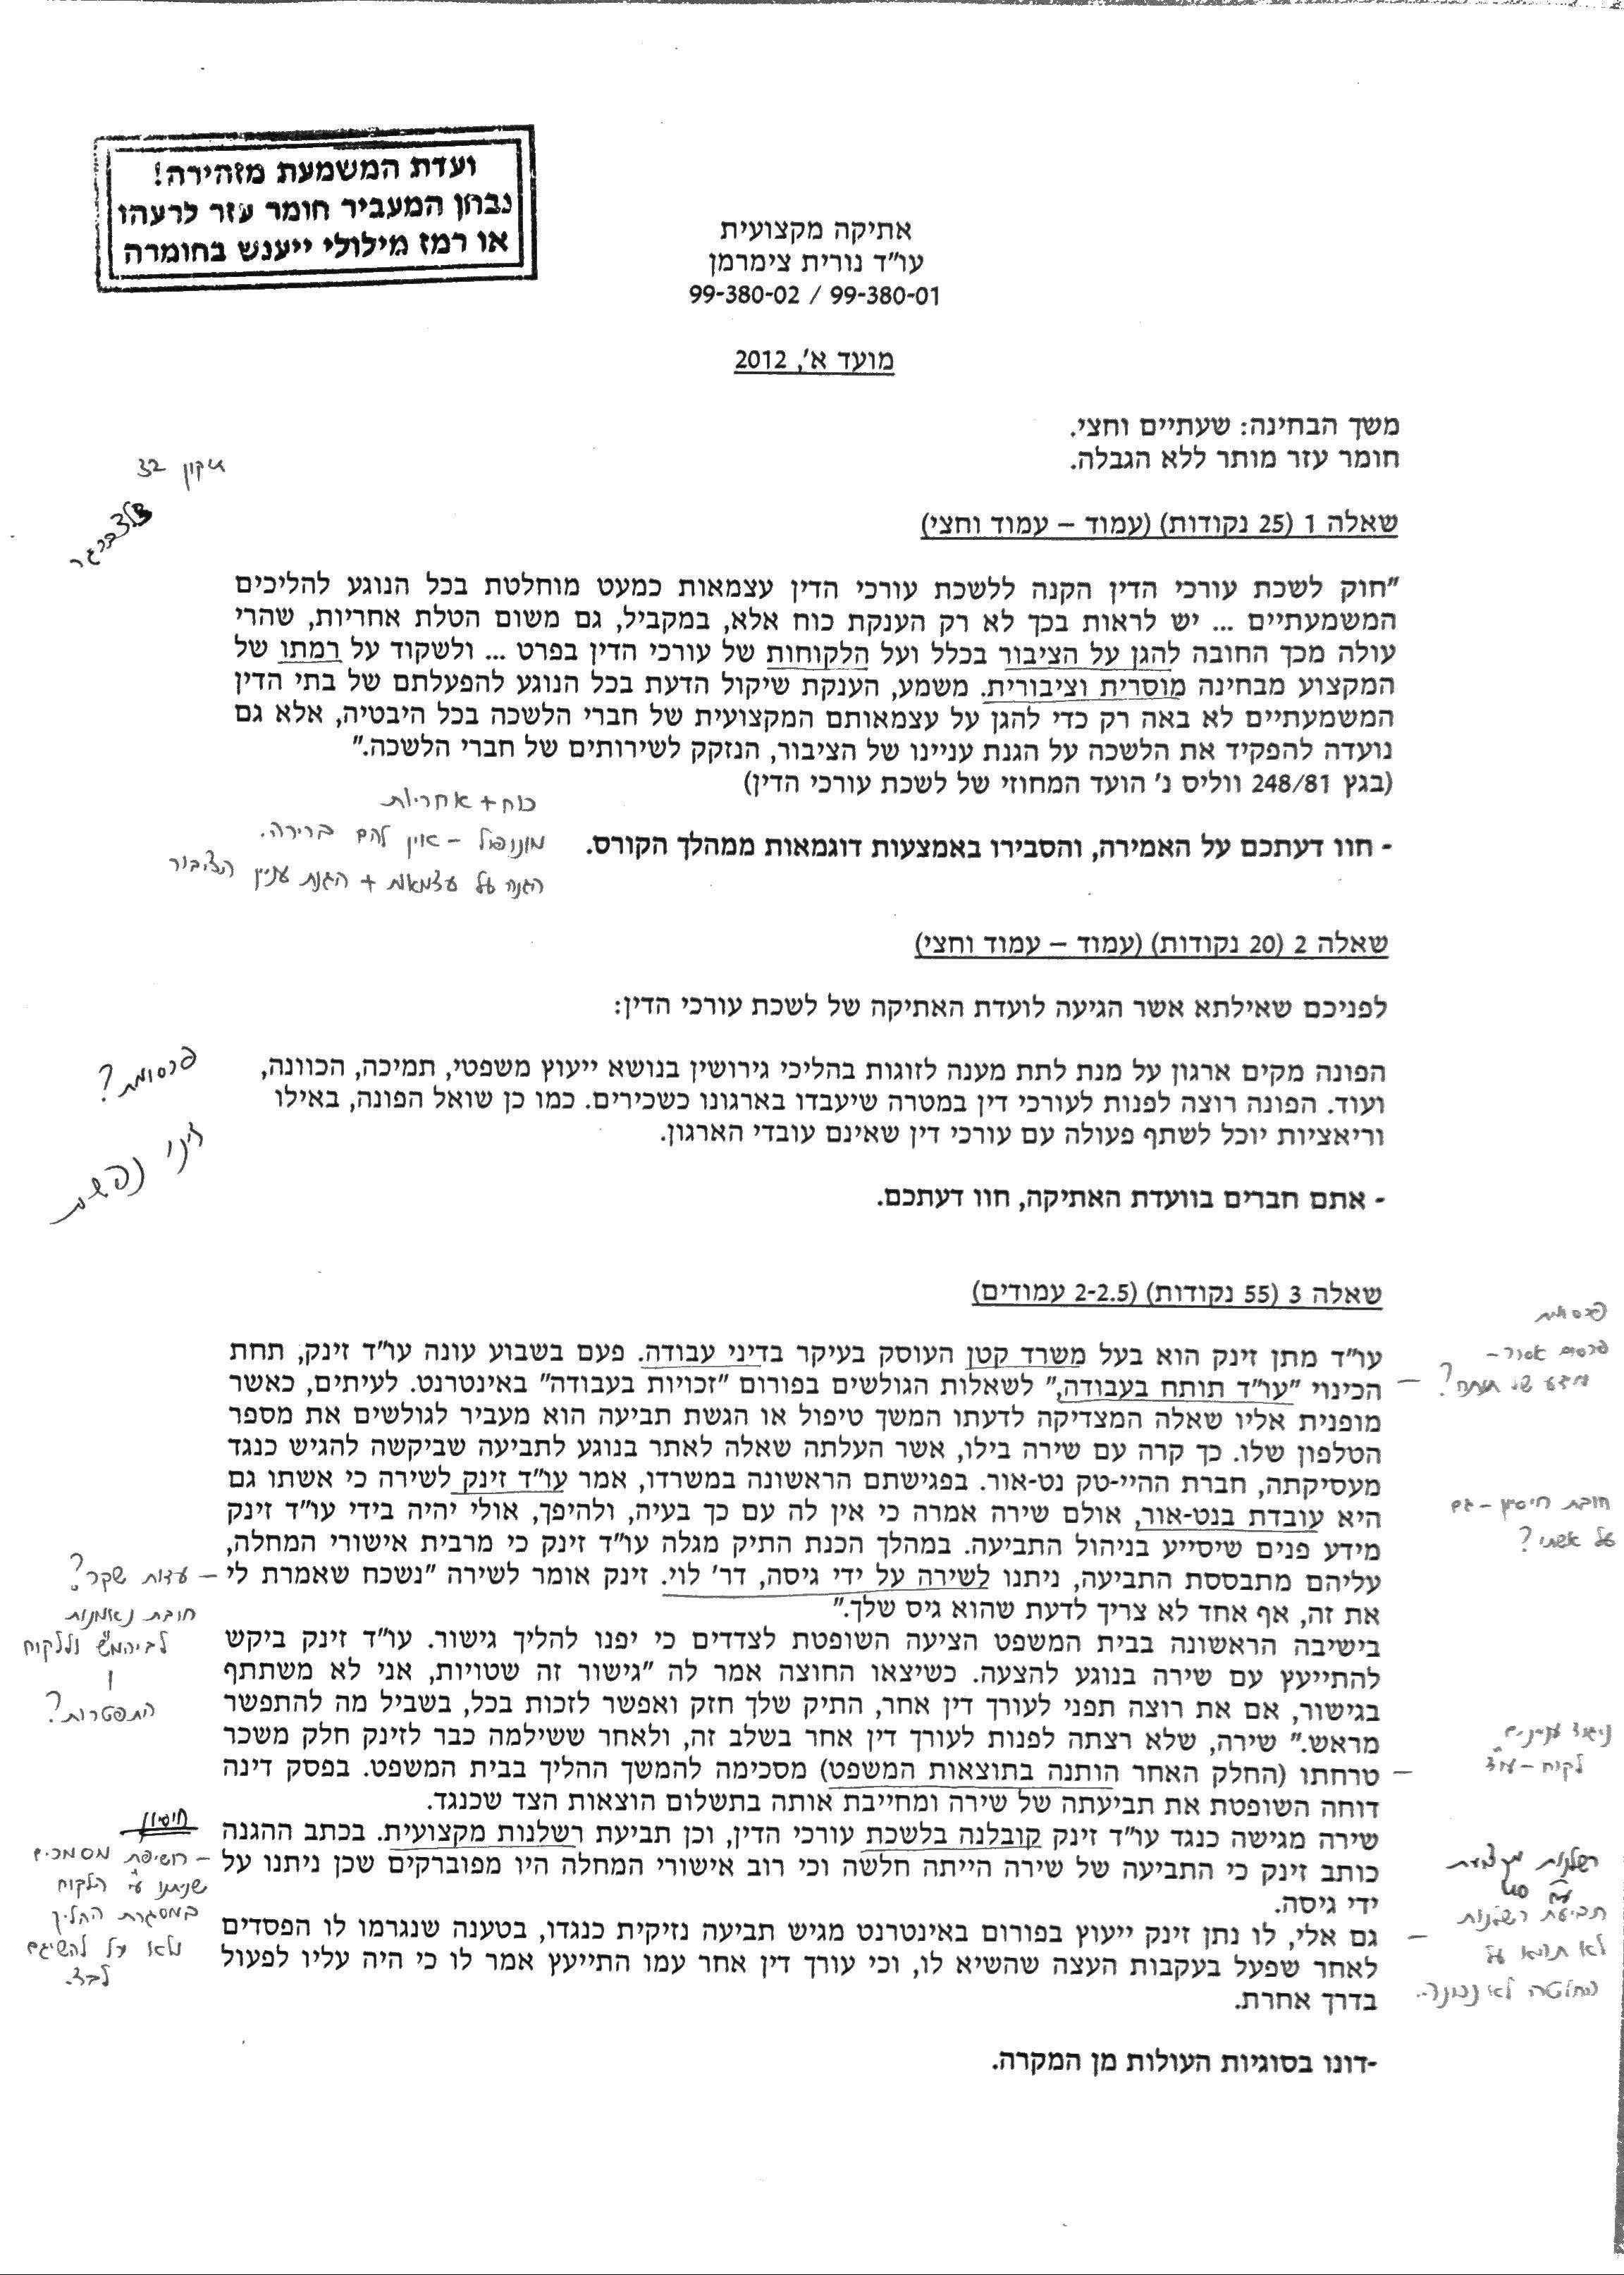 ועדת המשמעת מזהירה!
נבחן המעביר חומר עזר לרעהו
או רמז מילולי ייענש בחומרה
אתיקה מקצועית
עו"ד נורית צימרמן
99-380-02 / 99-380-01
מועד א', 2012
משך הבחינה: שעתיים וחצי.
חומר עזר מותר ללא הגבלה.
תיקון 32
שאלה 1 (25 נקודות) (עמוד – עמוד וחצי)
"חוק לשכת עורכי הדין הקנה ללשכת עורכי הדין עצמאות כמעט מוחלטת בכל הנוגע להליכים
המשמעתיים ... יש לראות בכך לא רק הענקת כוח אלא, במקביל, גם משום הטלת אחריות, שהרי
עולה מכך החובה להגן על הציבור בכלל ועל הלקוחות של עורכי הדין בפרט ... ולשקוד על רמתו של
המקצוע מבחינה מוסרית וציבורית. משמע, הענקת שיקול הדעת בכל הנוגע להפעלתם של בתי הדין
המשמעתיים לא באה רק כדי להגן על עצמאותם המקצועית של חברי הלשכה בכל היבטיה, אלא גם
נועדה להפקיד את הלשכה על הגנת עניינו של הציבור, הנזקק לשירותים של חברי הלשכה."
(בגץ 248/81 ווליס נ' הועד המחוזי של לשכת עורכי הדין)
כוח + אחריות
מונופול – אין להם ברירה.
הגנה על עצמאות + הגנת עניין הציבור
- חוו דעתכם על האמירה, והסבירו באמצעות דוגמאות ממהלך הקורס.
שאלה 2 (20 נקודות) (עמוד – עמוד וחצי)
לפניכם שאילתא אשר הגיעה לועדת האתיקה של לשכת עורכי הדין:
פרסומת?
הפונה מקים ארגון על מנת לתת מענה לזוגות בהליכי גירושין בנושא ייעוץ משפטי, תמיכה, הכוונה,
ועוד. הפונה רוצה לפנות לעורכי דין במטרה שיעבדו בארגונו כשכירים. כמו כן שואל הפונה, באילו
וריאציות יוכל לשתף פעולה עם עורכי דין שאינם עובדי הארגון.
דיני נפשות
- אתם חברים בוועדת האתיקה, חוו דעתכם.
שאלה 3 (55 נקודות) (2-2.5 עמודים)
פרסומת
פרסום אסור –
מידע של תותח?
עו"ד מתן זינק הוא בעל משרד קטן העוסק בעיקר בדיני עבודה. פעם בשבוע עונה עו"ד זינק, תחת
הכינוי "עו"ד תותח בעבודה," לשאלות הגולשים בפורום "זכויות בעבודה" באינטרנט. לעיתים, כאשר
מופנית אליו שאלה המצדיקה לדעתו המשך טיפול או הגשת תביעה הוא מעביר לגולשים את מספר
הטלפון שלו. כך קרה עם שירה בילו, אשר העלתה שאלה לאתר בנוגע לתביעה שביקשה להגיש כנגד
מעסיקתה, חברת ההיי-טק נט-אור. בפגישתם הראשונה במשרדו, אמר עו"ד זינק לשירה כי אשתו גם
היא עובדת בנט-אור, אולם שירה אמרה כי אין לה עם כך בעיה, ולהיפך, אולי יהיה בידי עו"ד זינק
מידע פנים שיסייע בניהול התביעה. במהלך הכנת התיק מגלה עו"ד זינק כי מרבית אישורי המחלה,
עליהם מתבססת התביעה, ניתנו לשירה על ידי גיסה, דר' לוי. זינק אומר לשירה "נשכח שאמרת לי
את זה, אף אחד לא צריך לדעת שהוא גיס שלך."
חובת חיסיון – גם
על אשתי?
עדות שקר?
חובת נאמנות
לביהמ"ש וללקוח
התפטרות?
בישיבה הראשונה בבית המשפט הציעה השופטת לצדדים כי יפנו להליך גישור. עו"ד זינק ביקש
להתייעץ עם שירה בנוגע להצעה. כשיצאו החוצה אמר לה "גישור זה שטויות, אני לא משתתף
בגישור, אם את רוצה תפני לעורך דין אחר, התיק שלך חזק ואפשר לזכות בכל, בשביל מה להתפשר
מראש." שירה, שלא רצתה לפנות לעורך דין אחר בשלב זה, ולאחר ששילמה כבר לזינק חלק משכר
טרחתו (החלק האחר הותנה בתוצאות המשפט) מסכימה להמשך ההליך בבית המשפט. בפסק דינה
דוחה השופטת את תביעתה של שירה ומחייבת אותה בתשלום הוצאות הצד שכנגד.
ניגוד עניינים
לקוח – עו"ד
שירה מגישה כנגד עו"ד זינק קובלנה בלשכת עורכי הדין, וכן תביעת רשלנות מקצועית. בכתב ההגנה
כותב זינק כי התביעה של שירה הייתה חלשה וכי רוב אישורי המחלה היו מפוברקים שכן ניתנו על
ידי גיסה.
חיסיון
– חשיפת מסמכים
שניתנו ע"י הלקוח
במסגרת ההליך
ולאו על להשיגם
לבד.
רשלנות מקצועית
תביעת רשלנות
לא תהא על
החלטה לא נכונה.
גם אלי, לו נתן זינק ייעוץ בפורום באינטרנט מגיש תביעה נזיקית כנגדו, בטענה שנגרמו לו הפסדים
לאחר שפעל בעקבות העצה שהשיא לו, וכי עורך דין אחר עמו התייעץ אמר לו כי היה עליו לפעול
בדרך אחרת.
-דונו בסוגיות העולות מן המקרה.